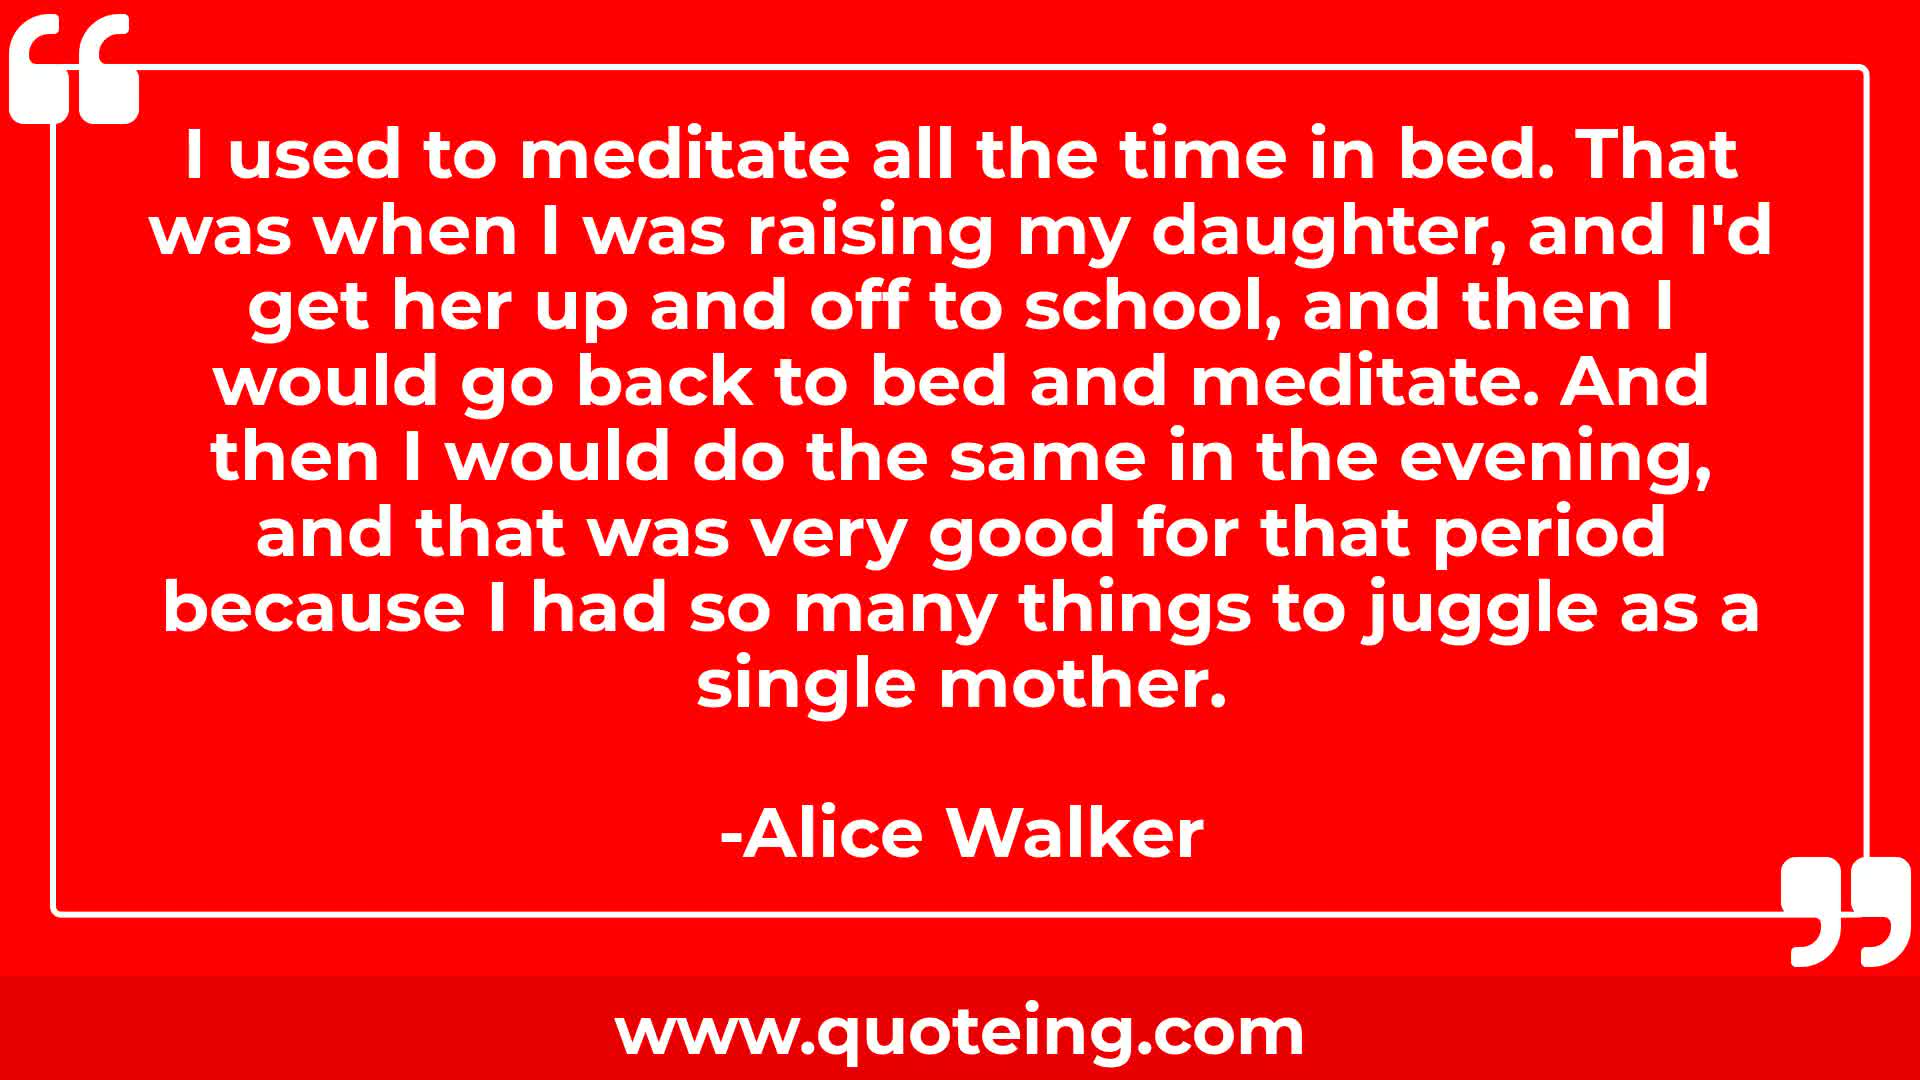 I used to meditate all the time in bed. That
was when I was raising my daughter, and I'd
get her up and off to school, and then I
would go back to bed and meditate. And
then I would do the same in the evening,
and that was very good for that period
because I had so many things to juggle as a
single mother.
-Alice Walker
www.quoteing.com